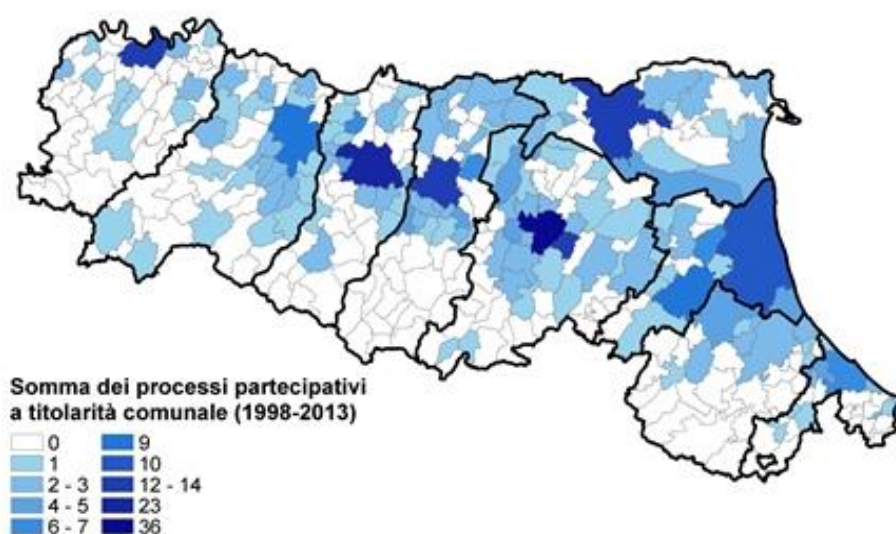 Somma dei processi partecipativi
a titolarità comunale (1998-2013)
0
1
2 - 3
4 - 5
6 - 7
9
10
12 - 14
23
36